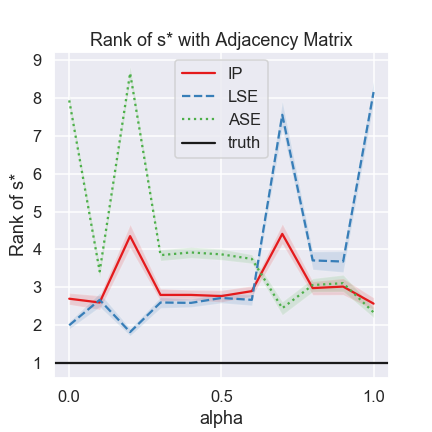 Rank of s* with Adjacency Matrix
9
8
7
6
5
4
3
2
1
Rank of s*
IP
LSE
ASE
truth
0.0
0.5
1.0
alpha